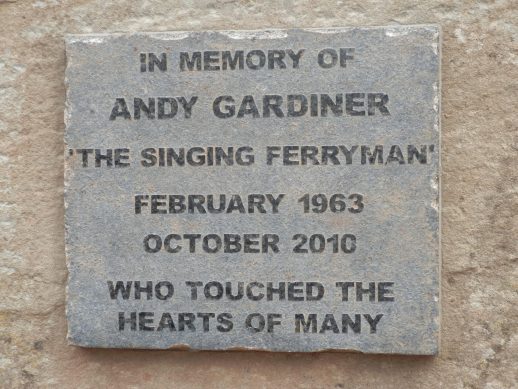 IN MEMORY OF
ANDY GARDINER
'THE SINGING FERRYMAN'
FEBRUARY 1963
OCTOBER 2010
WHO TOUCHED THE
HEARTS OF MANY